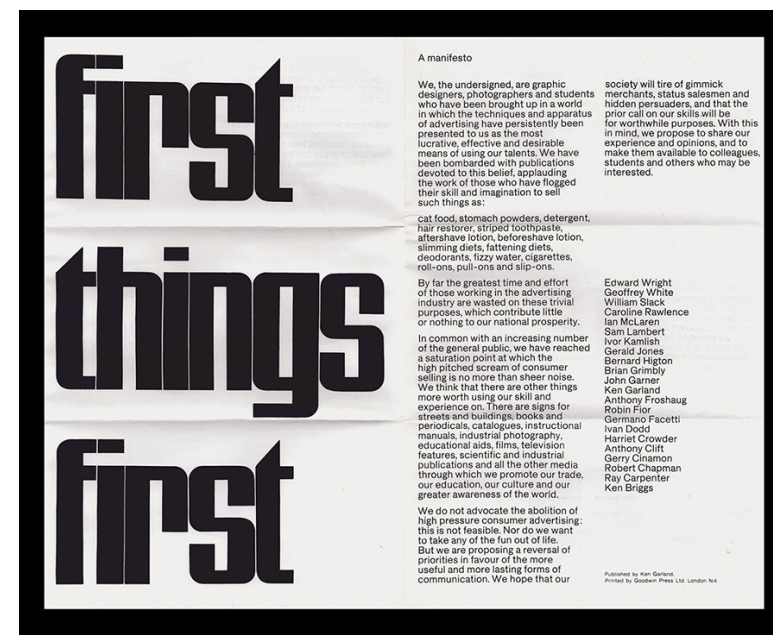 first
things
first
A manifesto
We, the undersigned, are graphic
designers, photographers and students
who have been brought up in a world
in which the techniques and apparatus
of advertising have persistently been
presented to us as the most
lucrative, effective and desirable
means of using our talents. We have
been bombarded with publications
devoted to this belief, applauding
the work of those who have flogged
their skill and imagination to sell
such things as:
cat food, stomach powders, detergent,
hair restorer, striped toothpaste,
aftershave lotion, beforeshave lotion,
slimming diets, fattening diets,
deodorants, fizzy water, cigarettes,
roll-ons, pull-ons and slip-ons.
By far the greatest time and effort
of those working in the advertising
industry are wasted on these trivial
purposes, which contribute little
or nothing to our national prosperity.
In common with an increasing number
of the general public, we have reached
a saturation point at which the
high pitched scream of consumer
selling is no more than sheer noise.
We think that there are other things
more worth using our skill and
experience on. There are signs for
streets and buildings, books and
periodicals, catalogues, instructional
manuals, industrial photography,
educational aids, films, television
features, scientific and industrial
publications and all the other media
through which we promote our trade,
our education, our culture and our
greater awareness of the world.
We do not advocate the abolition of
high pressure consumer advertising:
this is not feasible. Nor do we want
to take any of the fun out of life.
But we are proposing a reversal of
priorities in favour of the more
useful and more lasting forms of
communication. We hope that our
society will tire of gimmick
merchants, status salesmen and
hidden persuaders, and that the
prior call on our skills will be
for worthwhile purposes. With this
in mind, we propose to share our
experience and opinions, and to
make them available to colleagues,
students and others who may be
interested.
Edward Wright
Geoffrey White
William Slack
Caroline Rawlence
Ian McLaren
Sam Lambert
Ivor Kamlish
Gerald Jones
Bernard Higton
Brian Grimbly
John Garner
Ken Garland
Anthony Froshaug
Robin Fior
Germano Facetti
Ivan Dodd
Harriet Crowder
Anthony Clift
Gerry Cinamon
Robert Chapman
Ray Carpenter
Ken Briggs
Published by Ken Garland.
Printed by Goodwin Press Ltd. London N4